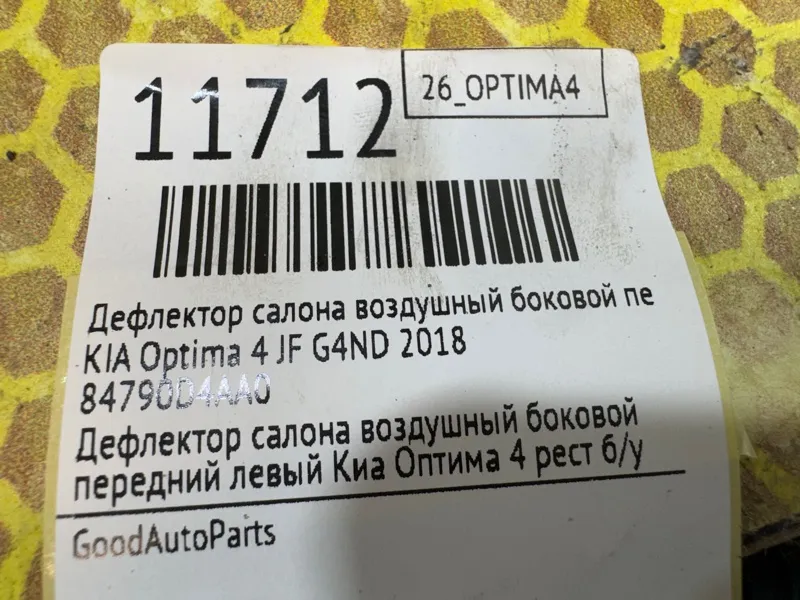 11712
26_OPTIMA4
Дефлектор салона воздушный боковой пе
KIA Optima 4 JF G4ND 2018
84790D4AA0
Дефлектор салона воздушный боковой
передний левый Киа Оптима 4 рест б/у
GoodAutoParts